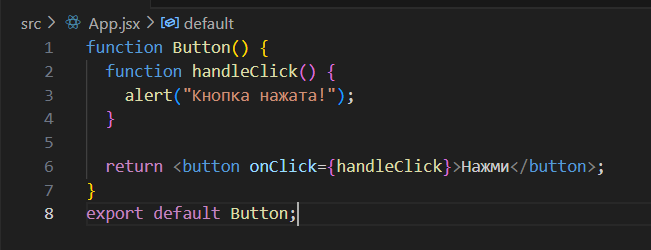 src > App.jsx > default
1 function Button() {
2   function handleClick() {
3     alert("Кнопка нажата!");
4   }
5
6   return <button onClick={handleClick}>Нажми</button>;
7 }
8 export default Button;